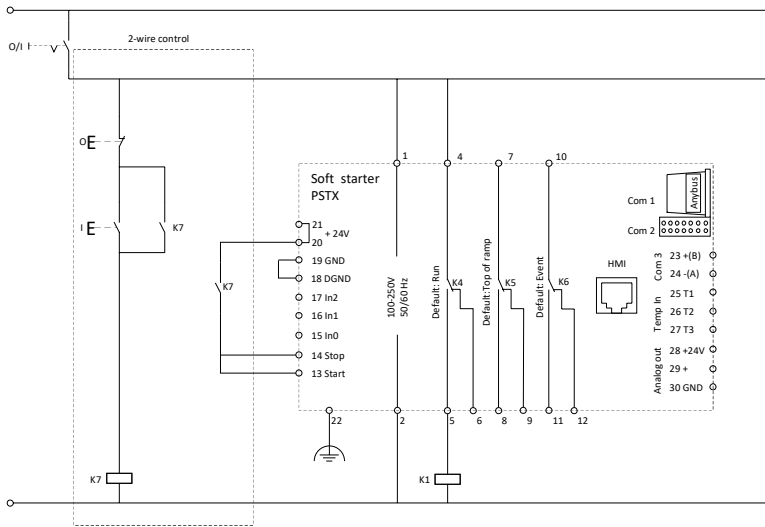 2-wire control
O/I
O E
I E
K7
K7
K7
Soft starter
PSTX
21
+ 24V
20
19 GND
18 DGND
17 In2
16 In1
15 In0
14 Stop
13 Start
22
1
100-250V
50/60 Hz
2
4
Default: Run
K4
5
6
K1
7
Default:Top of ramp
K5
8
9
10
Default: Event
K6
11
12
HMI
Com 1
Anybus
Com 2
Com 3
23 +(B)
24 -(A)
Temp In
25 T1
26 T2
27 T3
Analog out
28 +24V
29 +
30 GND